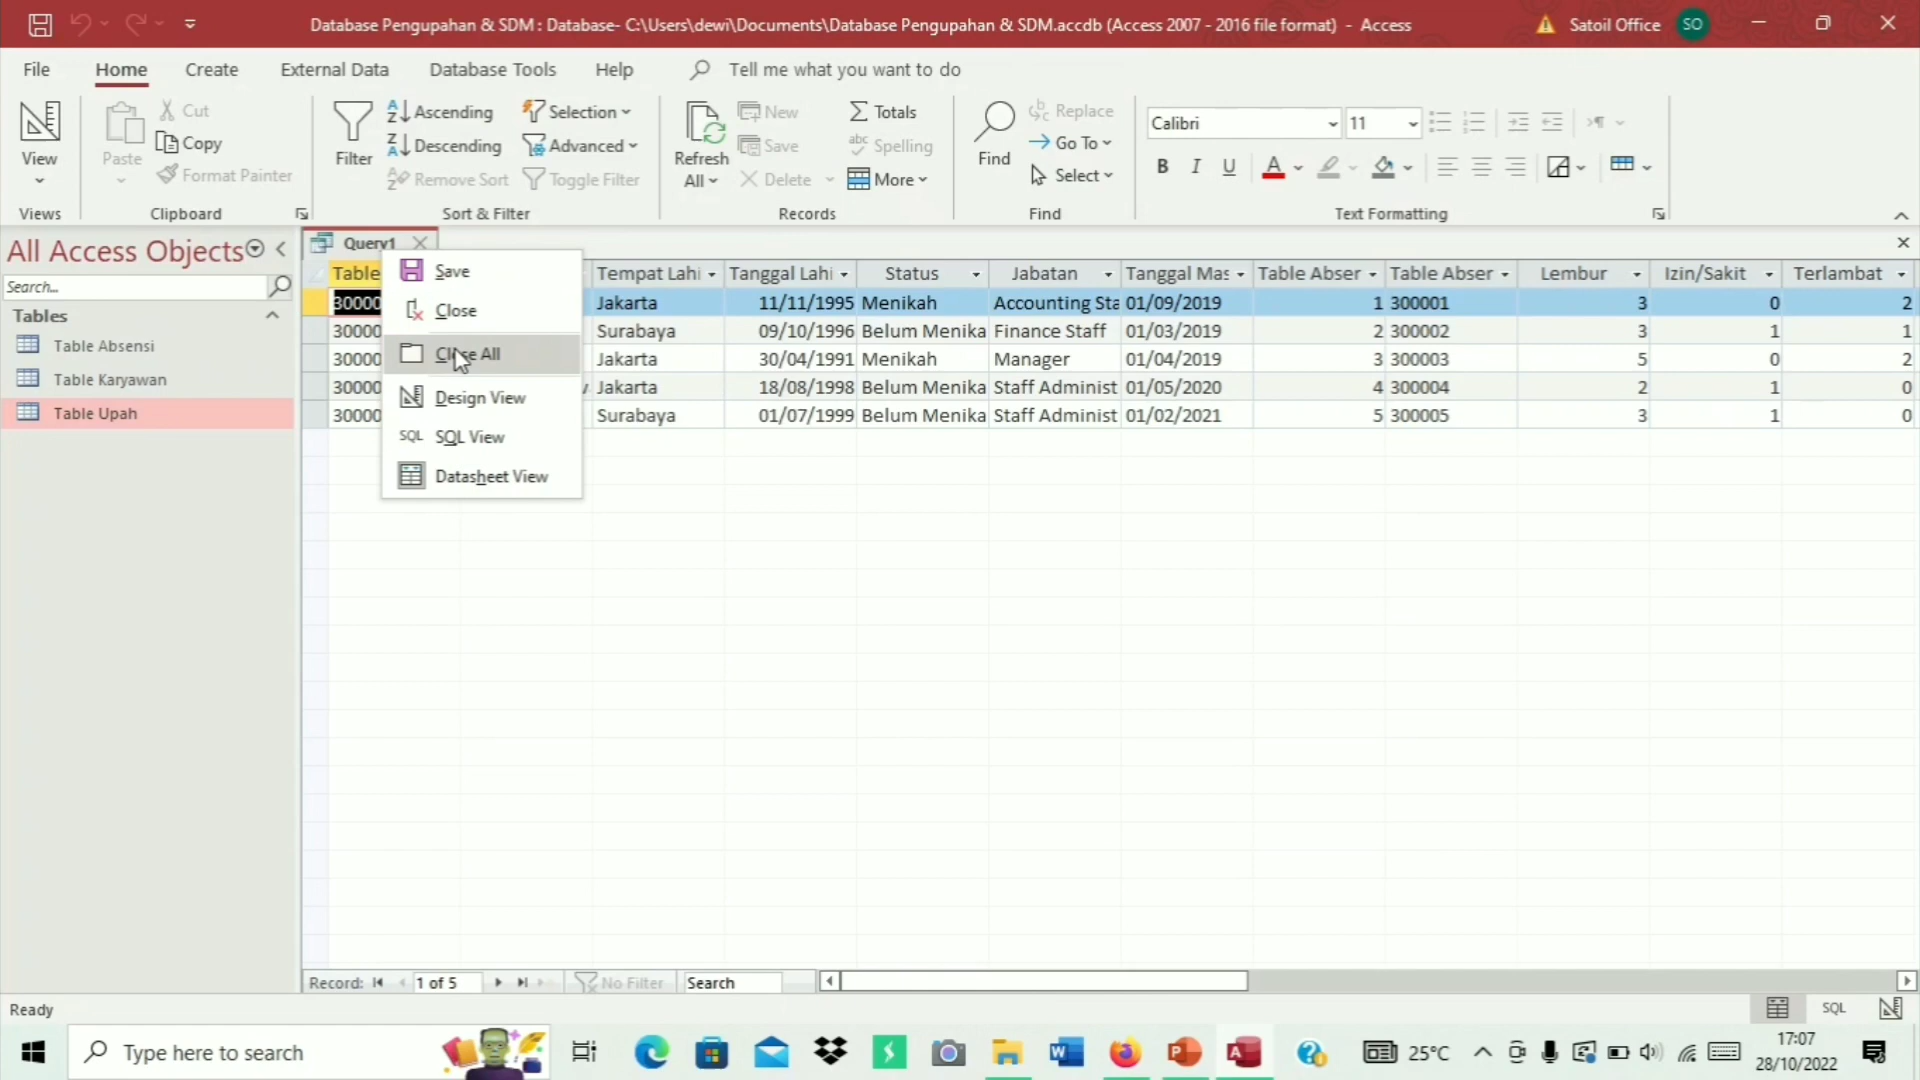 Database Pengupahan & SDM : Database- C:\Users\dewi\Documents\Database Pengupahan & SDM.accdb (Access 2007 - 2016 file format) - Access
Satoil Office SO
File Home Create External Data Database Tools Help Tell me what you want to do
View
Views
Paste
Cut
Copy
Format Painter
Clipboard
Filter
Ascending
Descending
Remove Sort
Selection
Advanced
Toggle Filter
Sort & Filter
Refresh All
New
Save
Delete
Totals
Spelling
More
Records
Find
Replace
Go To
Select
Find
Calibri 11
B I U A
Text Formatting
All Access Objects
Search...
Tables
Table Absensi
Table Karyawan
Table Upah
Query1
Save
Close
Close All
Design View
SQL SQL View
Datasheet View
Table Tempat Lahi Tanggal Lahi Status Jabatan Tanggal Mas Table Abser Table Abser Lembur Izin/Sakit Terlambat
30000 Jakarta 11/11/1995 Menikah Accounting Sta 01/09/2019 1 300001 3 0 2
30000 Surabaya 09/10/1996 Belum Menika Finance Staff 01/03/2019 2 300002 3 1 1
30000 Jakarta 30/04/1991 Menikah Manager 01/04/2019 3 300003 5 0 2
30000 Jakarta 18/08/1998 Belum Menika Staff Administ 01/05/2020 4 300004 2 1 0
30000 Surabaya 01/07/1999 Belum Menika Staff Administ 01/02/2021 5 300005 3 1 0
Record: 1 of 5 No Filter Search
Ready
SQL
Type here to search
25°C
17:07
28/10/2022